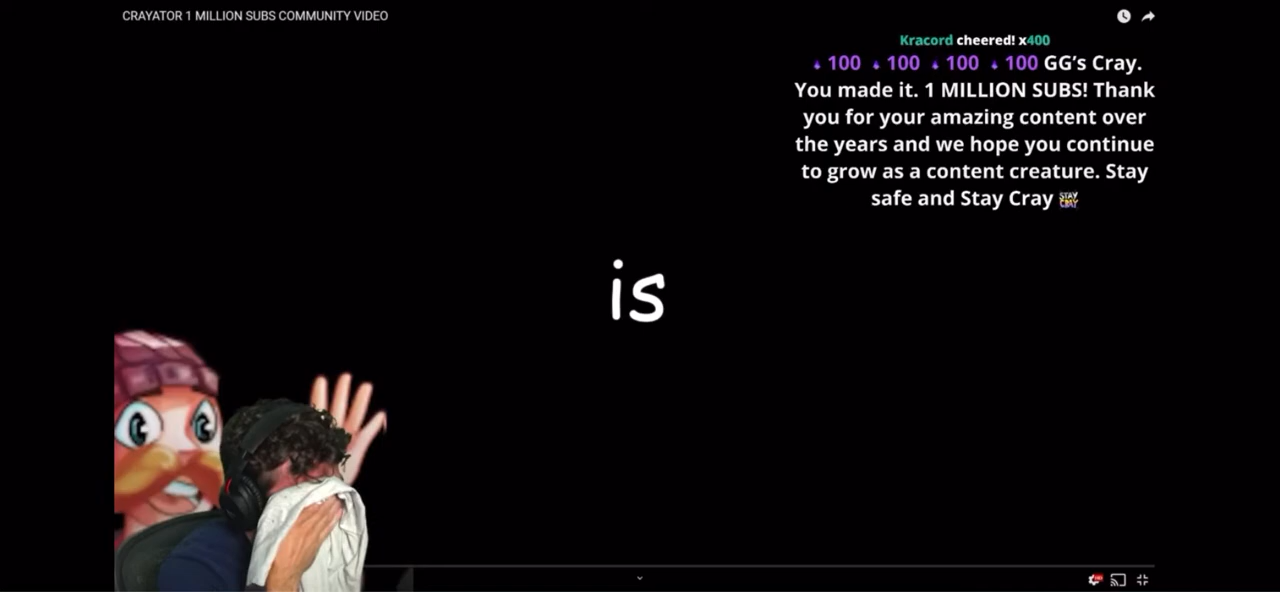 CRAYATOR 1 MILLION SUBS COMMUNITY VIDEO
Kracord cheered! x400
100 100 100 100 GG's Cray.
You made it. 1 MILLION SUBS! Thank
you for your amazing content over
the years and we hope you continue
to grow as a content creature. Stay
safe and Stay Cray STAY CRAY
is